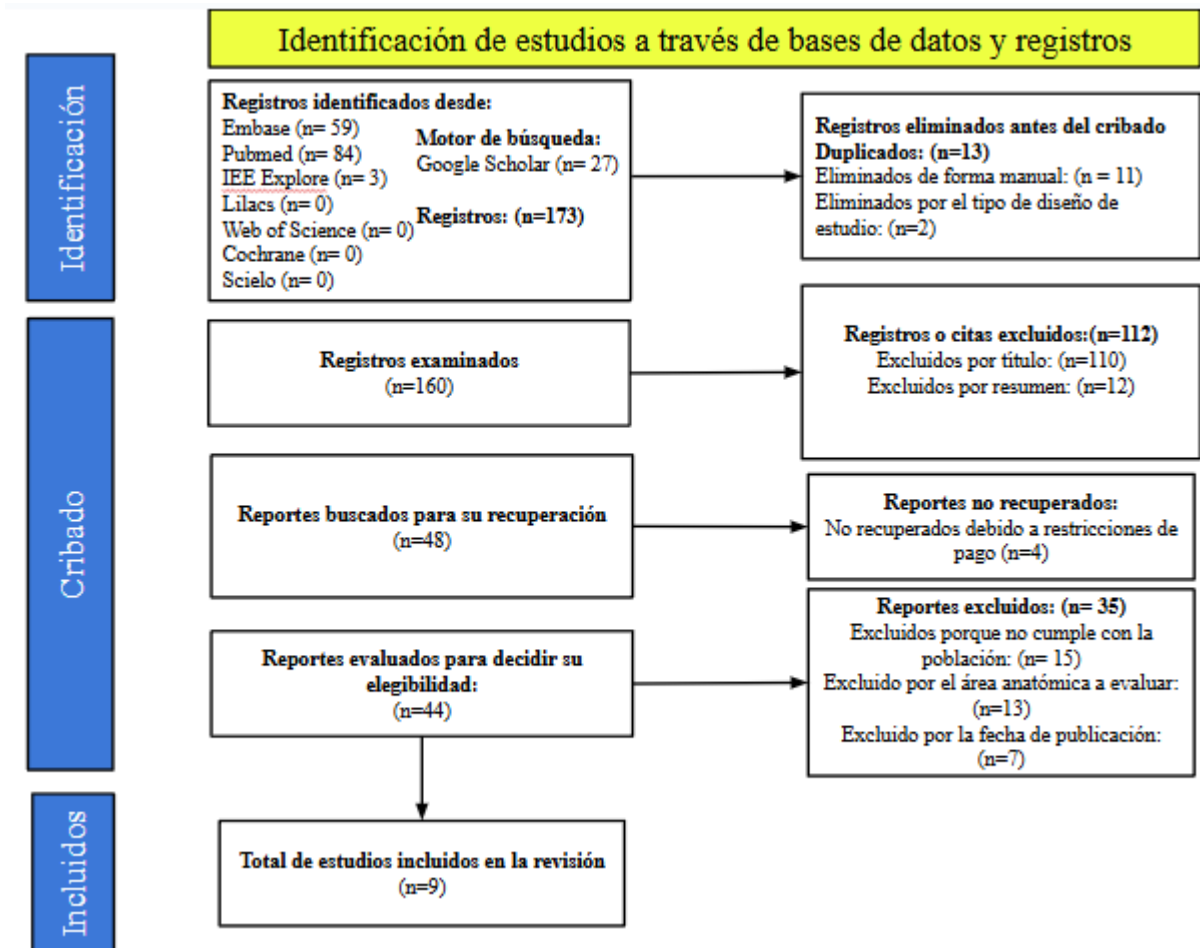 Identificación de estudios a través de bases de datos y registros
Identificación
Registros identificados desde:
Embase (n= 59)
Pubmed (n= 84)
IEE Explore (n= 3)
Lilacs (n= 0)
Web of Science (n= 0)
Cochrane (n= 0)
Scielo (n= 0)
Motor de búsqueda:
Google Scholar (n= 27)
Registros: (n=173)
Registros eliminados antes del cribado
Duplicados: (n=13)
Eliminados de forma manual: (n = 11)
Eliminados por el tipo de diseño de
estudio: (n=2)
Cribado
Registros examinados
(n=160)
Registros o citas excluidos:(n=112)
Excluidos por titulo: (n=110)
Excluidos por resumen: (n=12)
Reportes buscados para su recuperación
(n=48)
Reportes no recuperados:
No recuperados debido a restricciones de
pago (n=4)
Reportes evaluados para decidir su
elegibilidad:
(n=44)
Reportes excluidos: (n= 35)
Excluidos porque no cumple con la
población: (n= 15)
Excluido por el área anatómica a evaluar:
(n=13)
Excluido por la fecha de publicación:
(n=7)
Incluidos
Total de estudios incluidos en la revisión
(n=9)